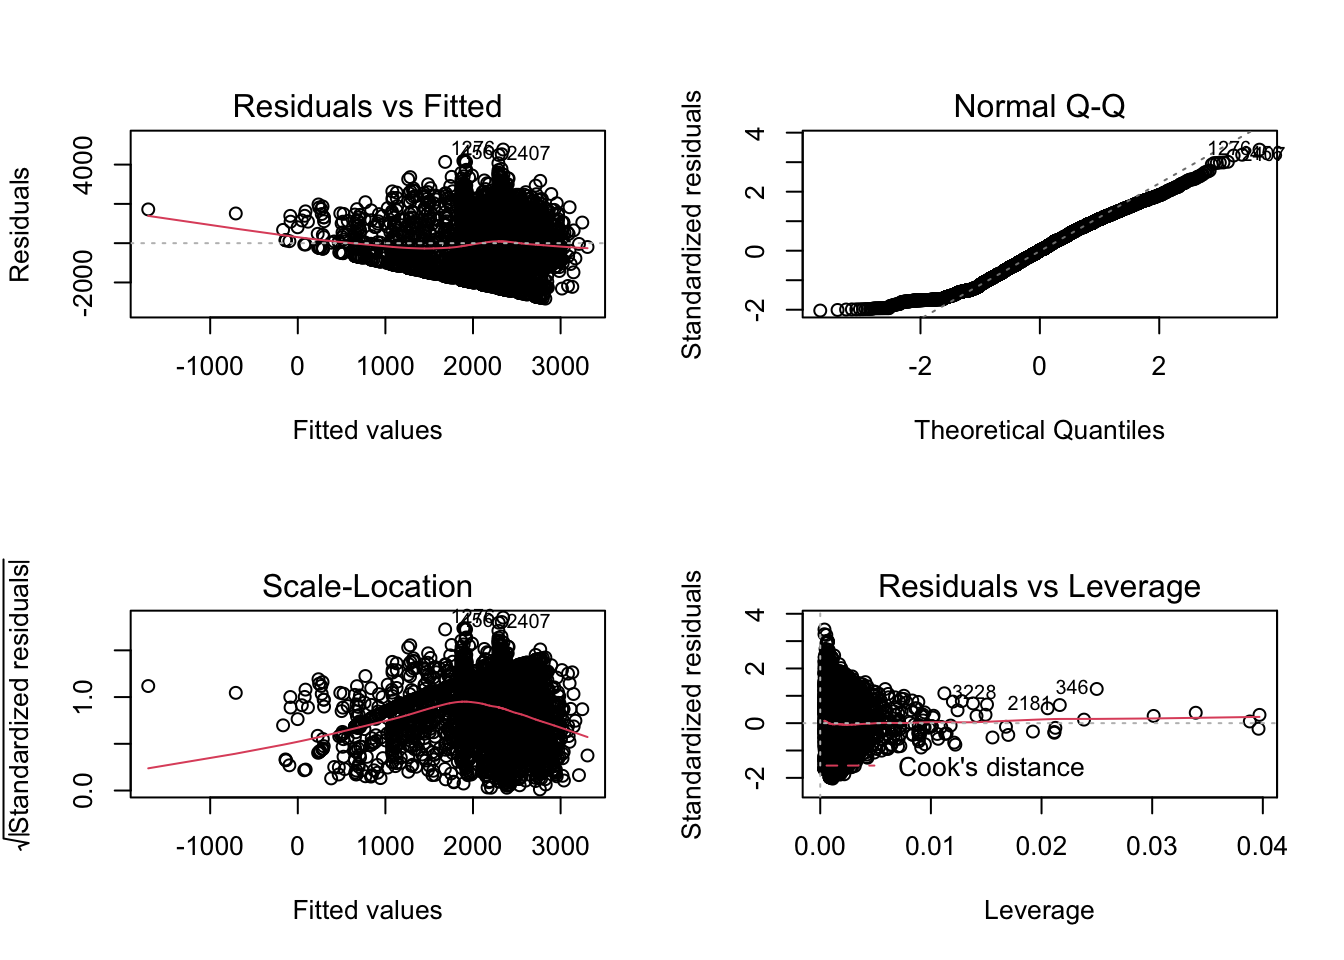 Residuals vs Fitted
Residuals
4000
-2000
1276
2407
-1000 0 1000 2000 3000
Fitted values
Normal Q-Q
Standardized residuals
4
2
0
-2
1276
-2 0 2
Theoretical Quantiles
Scale-Location
√|Standardized residuals|
1.0
0.0
1276
2407
-1000 0 1000 2000 3000
Fitted values
Residuals vs Leverage
Standardized residuals
4
2
0
-2
3228
2181
346
Cook's distance
0.00 0.01 0.02 0.03 0.04
Leverage